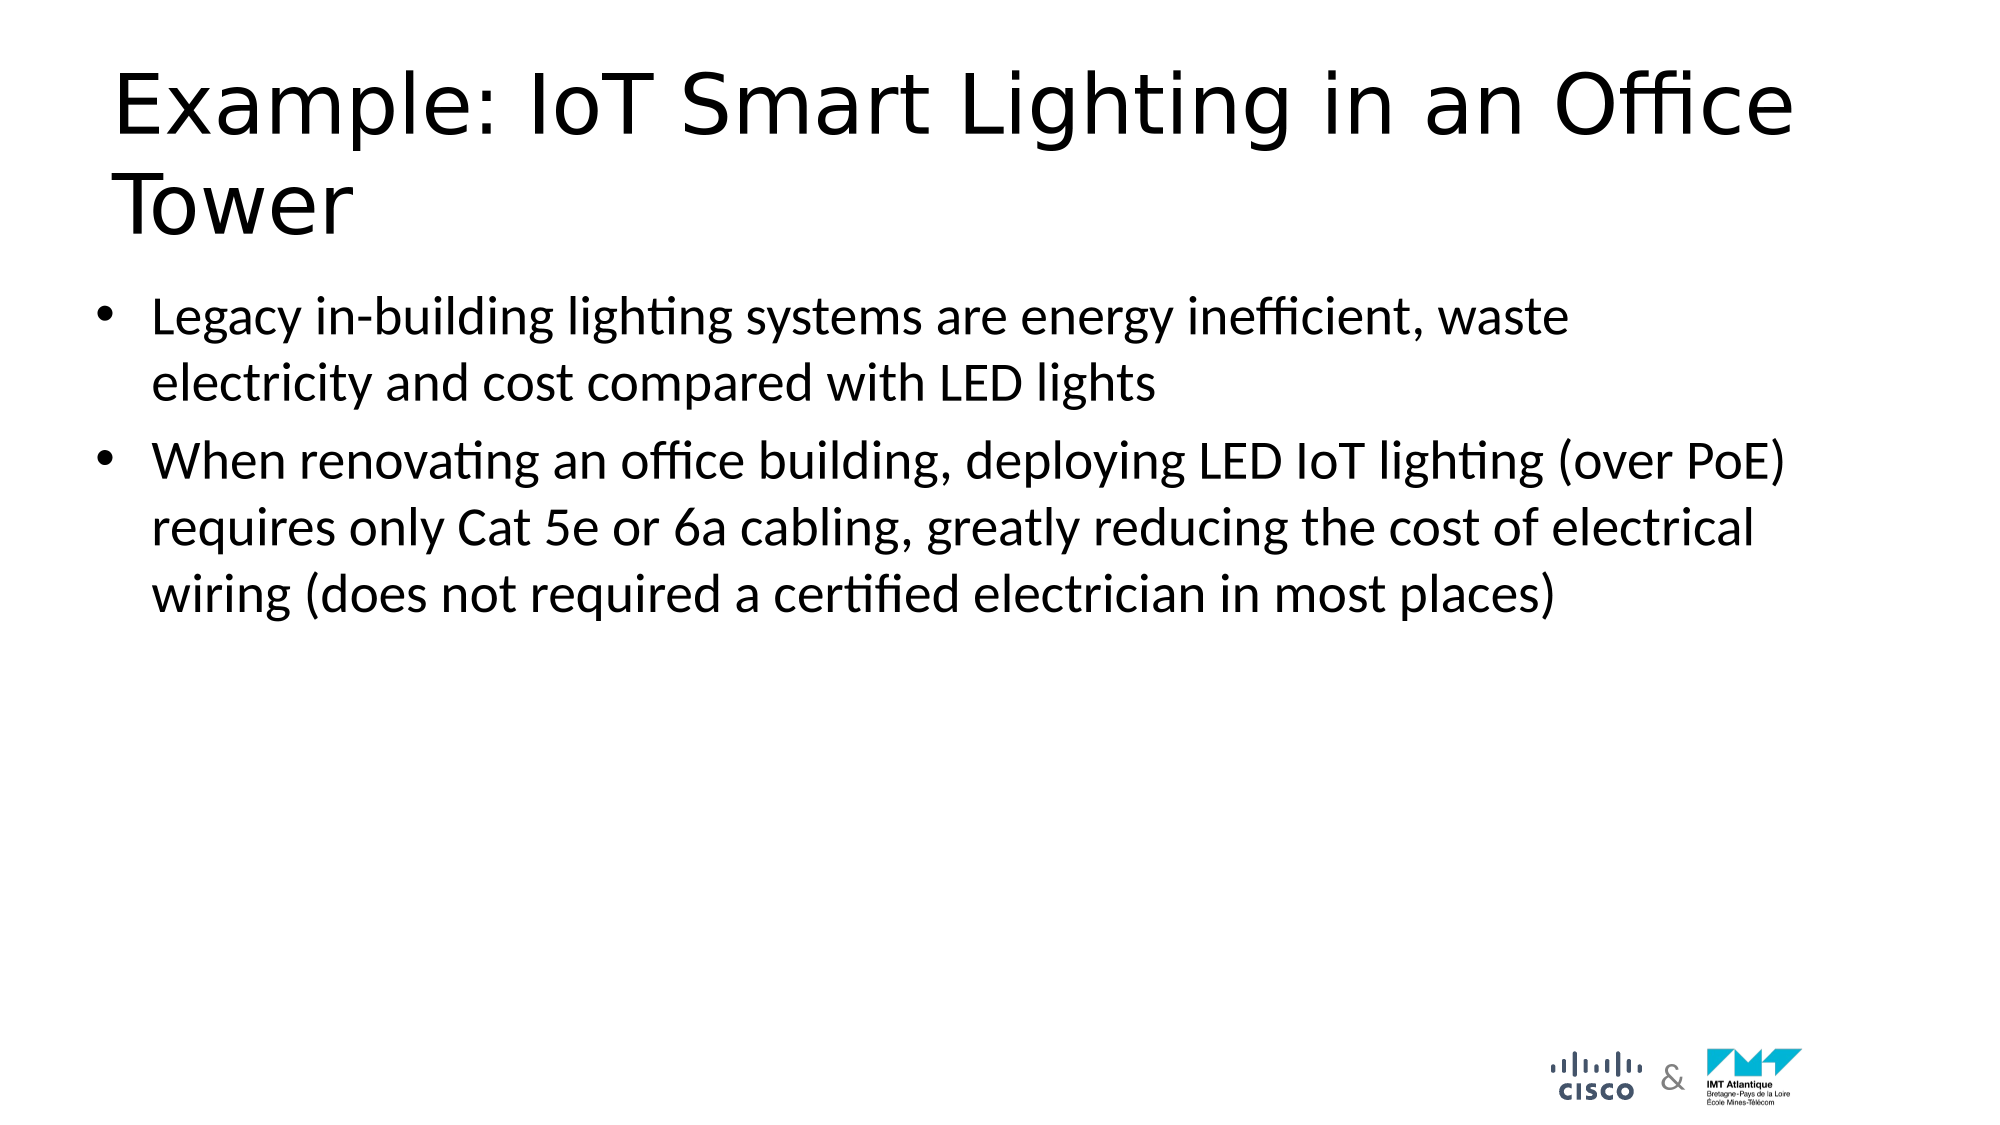 Example: IoT Smart Lighting in an Office
Tower
• Legacy in-building lighting systems are energy inefficient, waste
electricity and cost compared with LED lights
• When renovating an office building, deploying LED IoT lighting (over PoE)
requires only Cat 5e or 6a cabling, greatly reducing the cost of electrical
wiring (does not required a certified electrician in most places)
CISCO & IMT Atlantique
Bretagne-Pays de la Loire
École Mines-Télécom